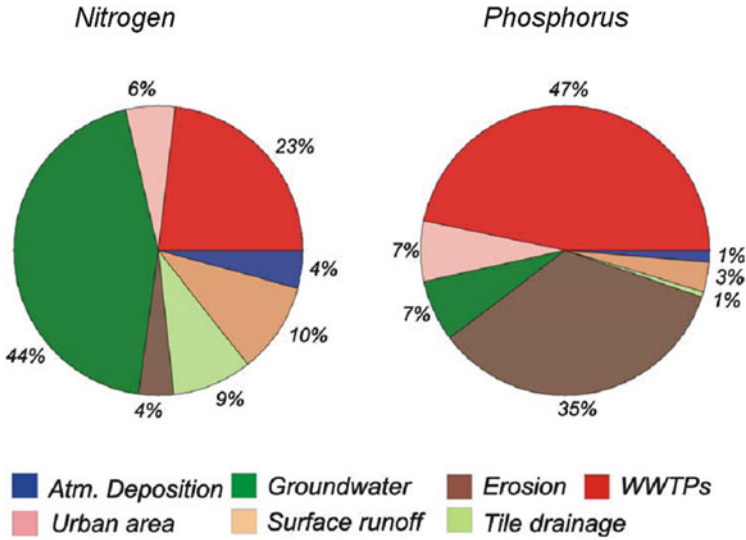 Nitrogen
Phosphorus
6%
23%
4%
10%
9%
4%
44%
47%
1%
3%
1%
35%
7%
7%
Atm. Deposition
Groundwater
Erosion
WWTPs
Urban area
Surface runoff
Tile drainage